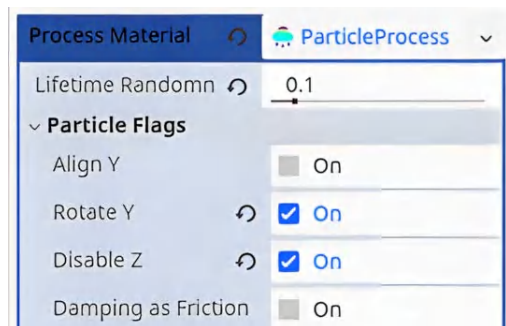 Process Material ParticleProcess
Lifetime Randomn 0.1
Particle Flags
Align Y On
Rotate Y On
Disable Z On
Damping as Friction On